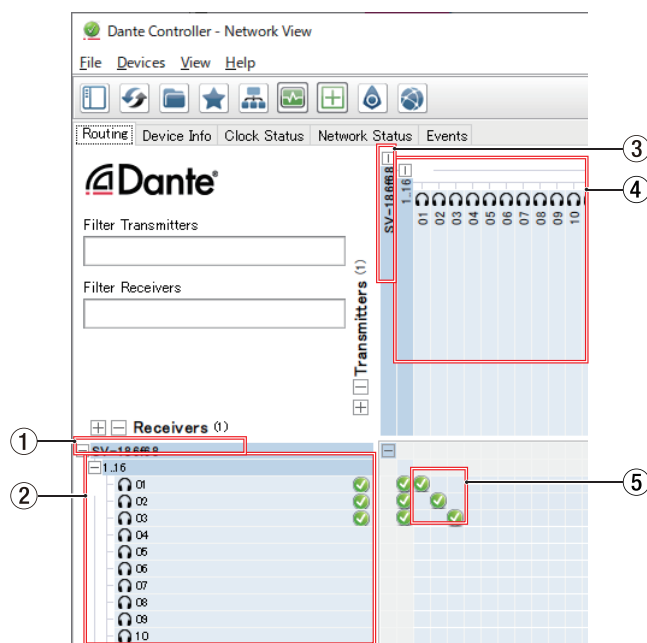 Dante Controller - Network View
File Devices View Help
Routing Device Info Clock Status Network Status Events
③
④
Dante®
SV-186ff68
1..16
01 02 03 04 05 06 07 08 09 10
Filter Transmitters
Filter Receivers
Transmitters (1)
Receivers (1)
①
SV-186ff68
②
1..16
⑤
01
02
03
04
05
06
07
08
09
10